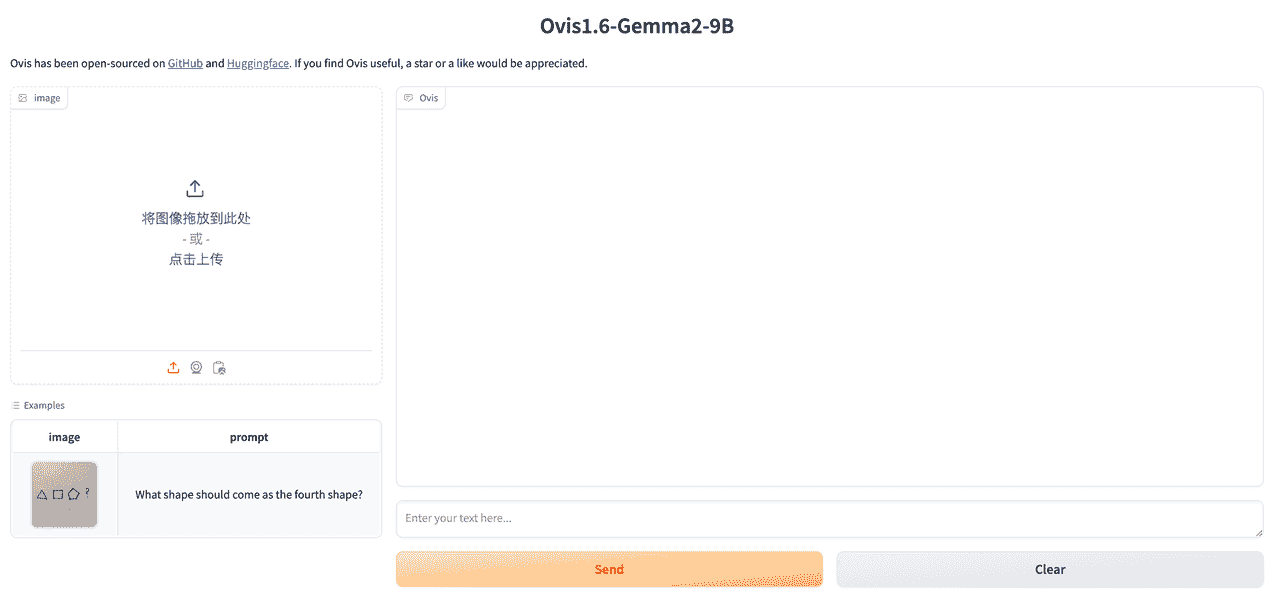 Ovis1.6-Gemma2-9B
Ovis has been open-sourced on GitHub and Huggingface. If you find Ovis useful, a star or a like would be appreciated.
image
Ovis
将图像拖放到此处
- 或 -
点击上传
Examples
image prompt
?
What shape should come as the fourth shape?
Enter your text here...
Send Clear